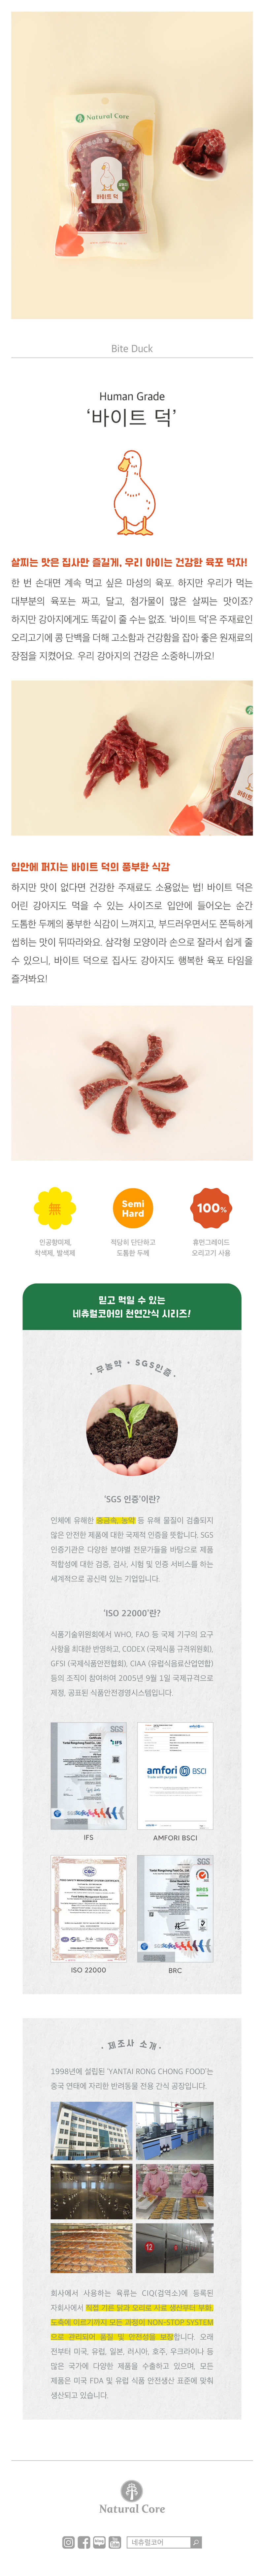 Natural Core
바이트 덕
Bite Duck
Human Grade
‘바이트 덕’
살찌는 맛은 집사만 즐길게, 우리 아이는 건강한 육포 먹자!
한 번 손대면 계속 먹고 싶은 마성의 육포. 하지만 우리가 먹는
대부분의 육포는 짜고, 달고, 첨가물이 많은 살찌는 맛이죠?
하지만 강아지에게도 똑같이 줄 수는 없죠. ‘바이트 덕’은 주재료인
오리고기에 콩 단백을 더해 고소함과 건강함을 잡아 좋은 원재료의
장점을 지켰어요. 우리 강아지의 건강은 소중하니까요!
입안에 퍼지는 바이트 덕의 풍부한 식감
하지만 맛이 없다면 건강한 주재료도 소용없는 법! 바이트 덕은
어린 강아지도 먹을 수 있는 사이즈로 입안에 들어오는 순간
도톰한 두께의 풍부한 식감이 느껴지고, 부드러우면서도 쫀득하게
씹히는 맛이 뒤따라와요. 삼각형 모양이라 손으로 잘라서 쉽게 줄
수 있으니, 바이트 덕으로 집사도 강아지도 행복한 육포 타임을
즐겨봐요!
無
Semi
Hard
100%
인공향미제,
착색제, 발색제
적당히 단단하고
도톰한 두께
휴먼그레이드
오리고기 사용
믿고 먹일 수 있는
네츄럴코어의 천연간식 시리즈!
· 무농약 · SGS인증 ·
‘SGS 인증’이란?
인체에 유해한 중금속, 농약 등 유해 물질이 검출되지
않은 안전한 제품에 대한 국제적 인증을 뜻합니다. SGS
인증기관은 다양한 분야별 전문가들을 바탕으로 제품
적합성에 대한 검증, 검사, 시험 및 인증 서비스를 하는
세계적으로 공신력 있는 기업입니다.
‘ISO 22000’란?
식품기술위원회에서 WHO, FAO 등 국제 기구의 요구
사항을 최대한 반영하고, CODEX (국제식품 규격위원회),
GFSI (국제식품안전협회), CIAA (유럽식음료산업연합)
등의 조직이 참여하여 2005년 9월 1일 국제규격으로
제정, 공표된 식품안전경영시스템입니다.
SGS
IFS
amfori BSCI
Trade with purpose
IFS
AMFORI BSCI
CQC
SGS
BRCS
ISO 22000
BRC
· 제조사 소개 ·
1998년에 설립된 ‘YANTAI RONG CHONG FOOD’는
중국 연태에 자리한 반려동물 전용 간식 공장입니다.
12
회사에서 사용하는 육류는 CIQ(검역소)에 등록된
자회사에서 직접 기른 닭과 오리로 사료 생산부터 부화,
도축에 이르기까지 모든 과정이 NON-STOP SYSTEM
으로 관리되어 품질 및 안전성을 보장합니다. 오래
전부터 미국, 유럽, 일본, 러시아, 호주, 우크라이나 등
많은 국가에 다양한 제품을 수출하고 있으며, 모든
제품은 미국 FDA 및 유럽 식품 안전생산 표준에 맞춰
생산되고 있습니다.
Natural Core
네츄럴코어